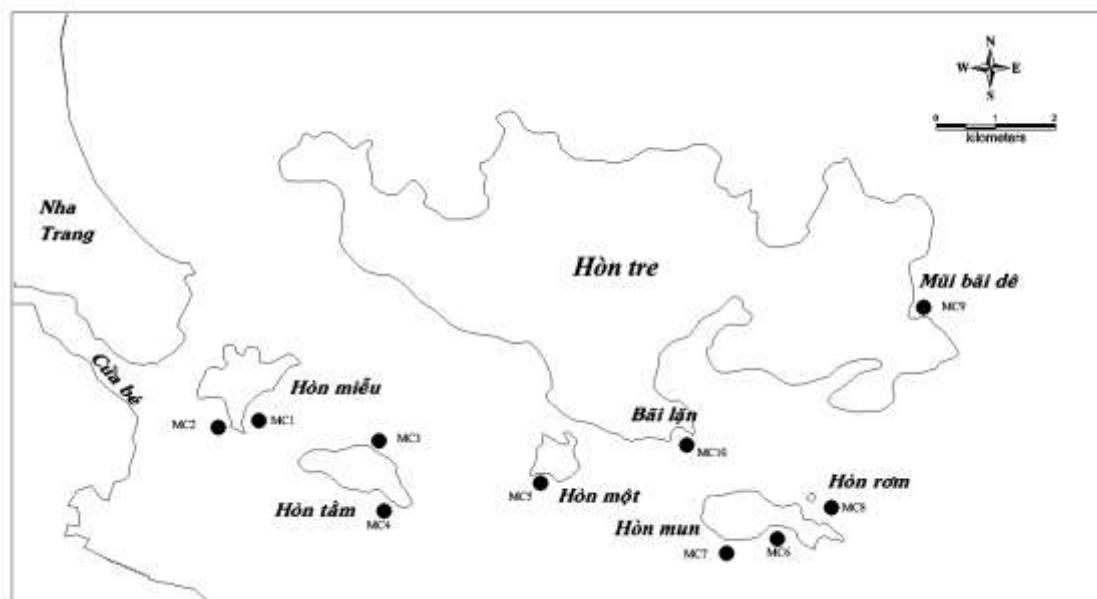 N
W E
S
0 1 2
kilometers
Nha
Trang
Hòn tre
Mũi bãi dê
MC9
Cửa bé
Hòn miễu
MC2
MC1
Bãi lặn
MC3
MC10
Hòn tằm
MC4
MC5
Hòn một
Hòn rơm
MC8
Hòn mun
MC7
MC6